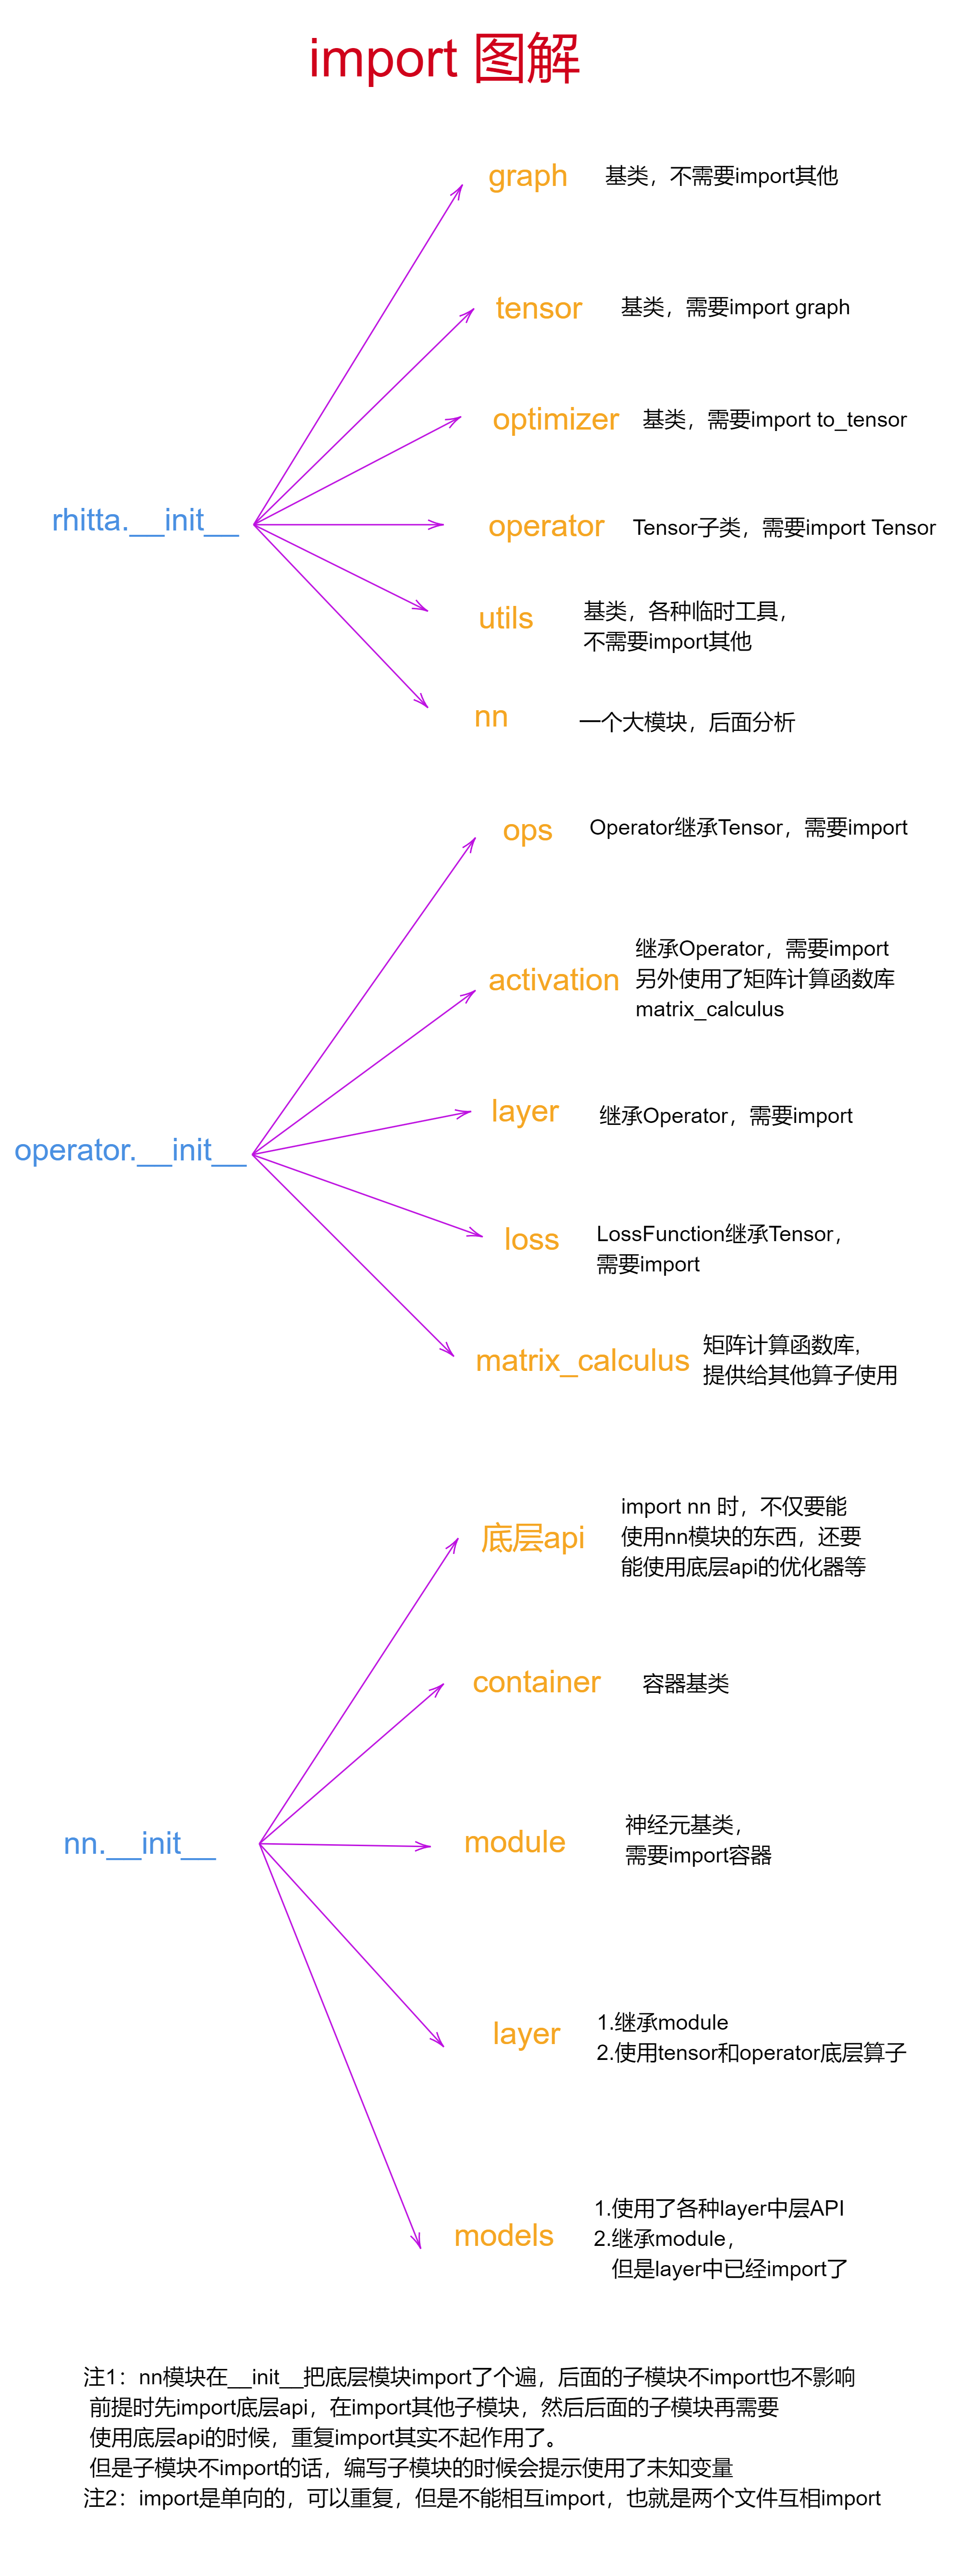 import 图解
graph
基类，不需要import其他
tensor
基类，需要import graph
optimizer
基类，需要import to_tensor
rhitta.__init__
operator
Tensor子类，需要import Tensor
utils
基类，各种临时工具，
不需要import其他
nn
一个大模块，后面分析
ops
Operator继承Tensor，需要import
activation
继承Operator，需要import
另外使用了矩阵计算函数库
matrix_calculus
layer
继承Operator，需要import
operator.__init__
loss
LossFunction继承Tensor，
需要import
matrix_calculus
矩阵计算函数库,
提供给其他算子使用
底层api
import nn 时，不仅要能
使用nn模块的东西，还要
能使用底层api的优化器等
container
容器基类
nn.__init__
module
神经元基类，
需要import容器
layer
1.继承module
2.使用tensor和operator底层算子
models
1.使用了各种layer中层API
2.继承module，
但是layer中已经import了
注1：nn模块在__init__把底层模块import了个遍，后面的子模块不import也不影响
前提时先import底层api，在import其他子模块，然后后面的子模块再需要
使用底层api的时候，重复import其实不起作用了。
但是子模块不import的话，编写子模块的时候会提示使用了未知变量
注2：import是单向的，可以重复，但是不能相互import，也就是两个文件互相import